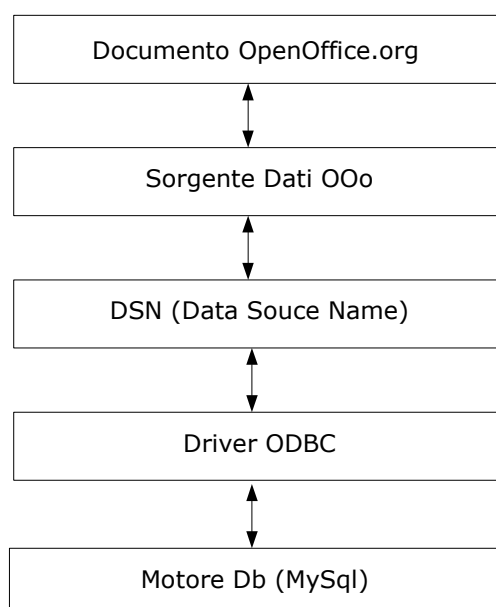 Documento OpenOffice.org
Sorgente Dati OOo
DSN (Data Souce Name)
Driver ODBC
Motore Db (MySql)